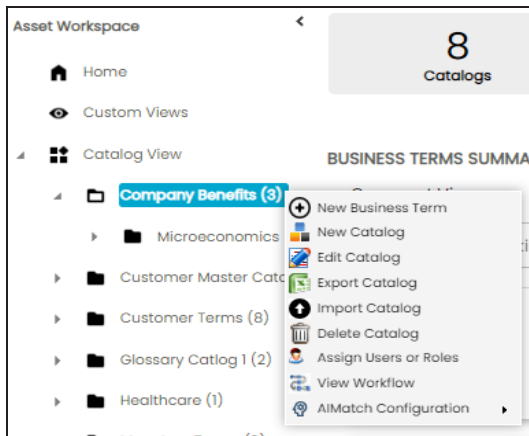 Asset Workspace
Home
Custom Views
Catalog View
Company Benefits (3)
Microeconomics
Customer Master Cat
Customer Terms (8)
Glossary Catlog 1 (2)
Healthcare (1)
8
Catalogs
BUSINESS TERMS SUMMA
New Business Term
New Catalog
Edit Catalog
Export Catalog
Import Catalog
Delete Catalog
Assign Users or Roles
View Workflow
AIMatch Configuration